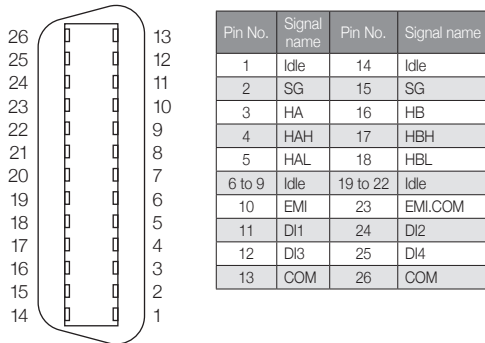 26 13
25 12
24 11
23 10
22 9
21 8
20 7
19 6
18 5
17 4
16 3
15 2
14 1
Pin No. Signal name Pin No. Signal name
1 Idle 14 Idle
2 SG 15 SG
3 HA 16 HB
4 HAH 17 HBH
5 HAL 18 HBL
6 to 9 Idle 19 to 22 Idle
10 EMI 23 EMI.COM
11 DI1 24 DI2
12 DI3 25 DI4
13 COM 26 COM